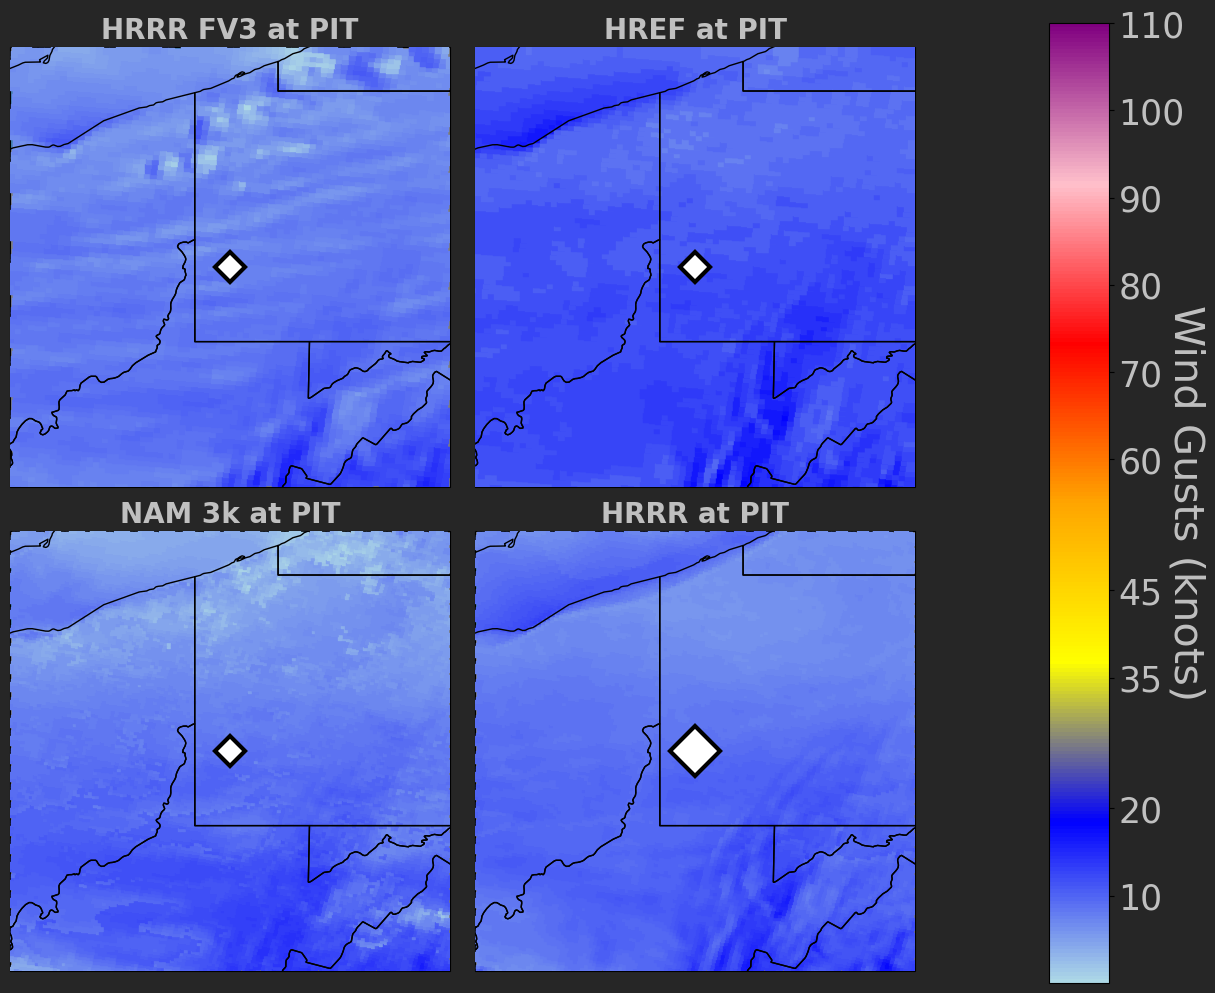 HRRR FV3 at PIT
HREF at PIT
NAM 3k at PIT
HRRR at PIT
110
100
90
80
70
60
45
35
20
10
Wind Gusts (knots)